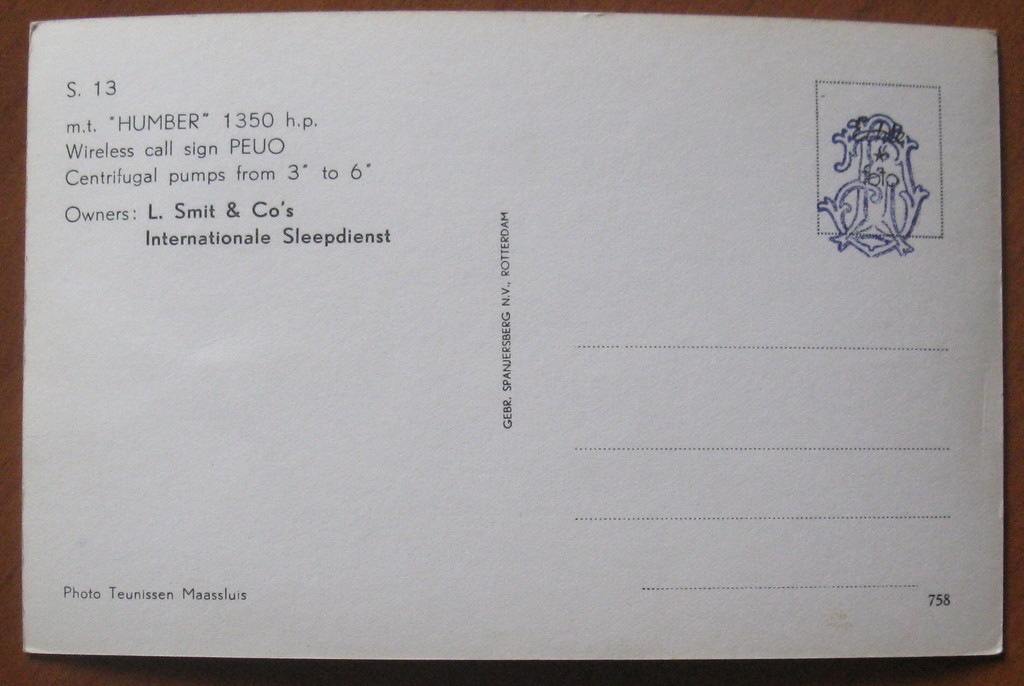 S. 13
m.t. "HUMBER" 1350 h.p.
Wireless call sign PEUO
Centrifugal pumps from 3" to 6"
Owners: L. Smit & Co's
Internationale Sleepdienst
GEBR. SPANJERSBERG N.V., ROTTERDAM
foto
Photo Teunissen Maassluis
758